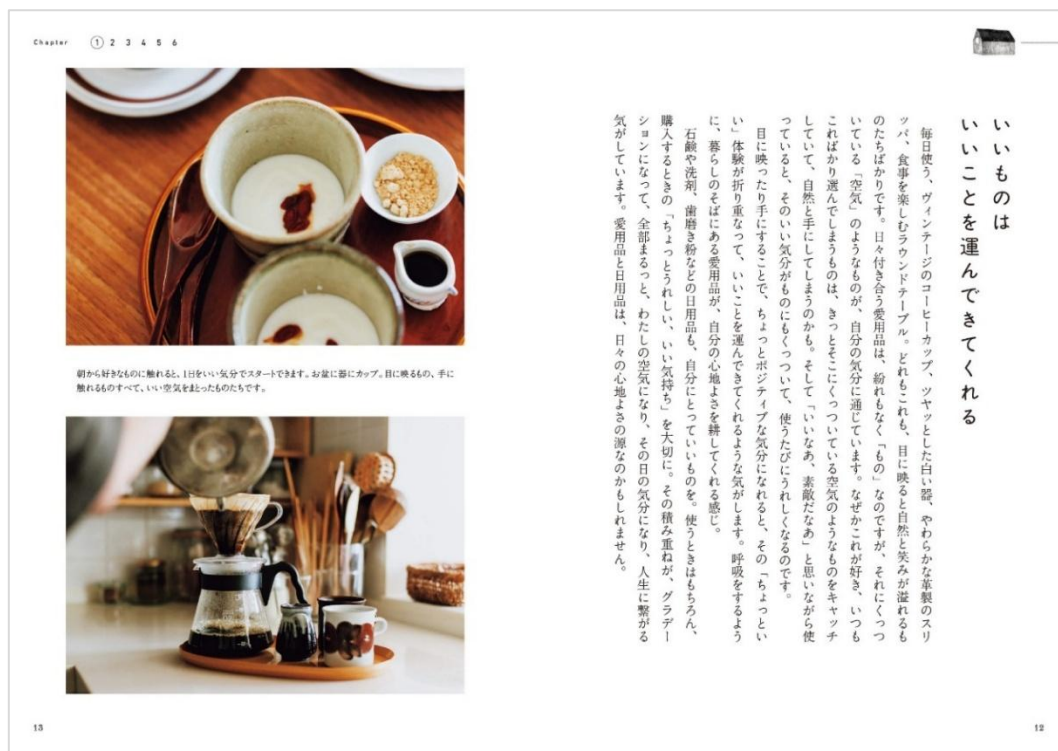 いいものは
いいことを運んできてくれる
毎日使う、ヴィンテージのコーヒーカップ、ツヤッとした白い器、やわらかな革製のスリ
ッパ、食事を楽しむラウンドテーブル。どれもこれも、目に映ると自然と笑みが溢れるも
のたちばかりです。日々付き合う愛用品は、紛れもなく「もの」なのですが、それにくっつ
いている「空気」のようなものが、自分の気分に通じています。なぜかこれが好き、いつも
こればかり選んでしまうものは、きっとそこにくっついている空気のようなものをキャッチ
していて、自然と手にしてしまうのかも。そして「いいなあ、素敵だなあ」と思いながら使
っていると、そのいい気分がものにもくっついて、使うたびにうれしくなるのです。
目に映ったり手にすることで、ちょっとポジティブな気分になれると、その「ちょっとい
い」体験が折り重なって、いいことを運んできてくれるような気がします。呼吸をするよう
に、暮らしのそばにある愛用品が、自分の心地よさを耕してくれる感じ。
石鹸や洗剤、歯磨き粉などの日用品も、自分にとっていいものを。使うときはもちろん、
購入するときの「ちょっとうれしい、いい気持ち」を大切に。その積み重ねが、グラデー
ションになって、全部まるっと、わたしの空気になり、その日の気分になり、人生に繋がる
気がしています。愛用品と日用品は、日々の心地よさの源なのかもしれません。
12
Chapter 1 2 3 4 5 6
朝から好きなものに触れると、1日をいい気分でスタートできます。お盆に器にカップ。目に映るもの、手に
触れるものすべて、いい空気をまとったものたちです。
13